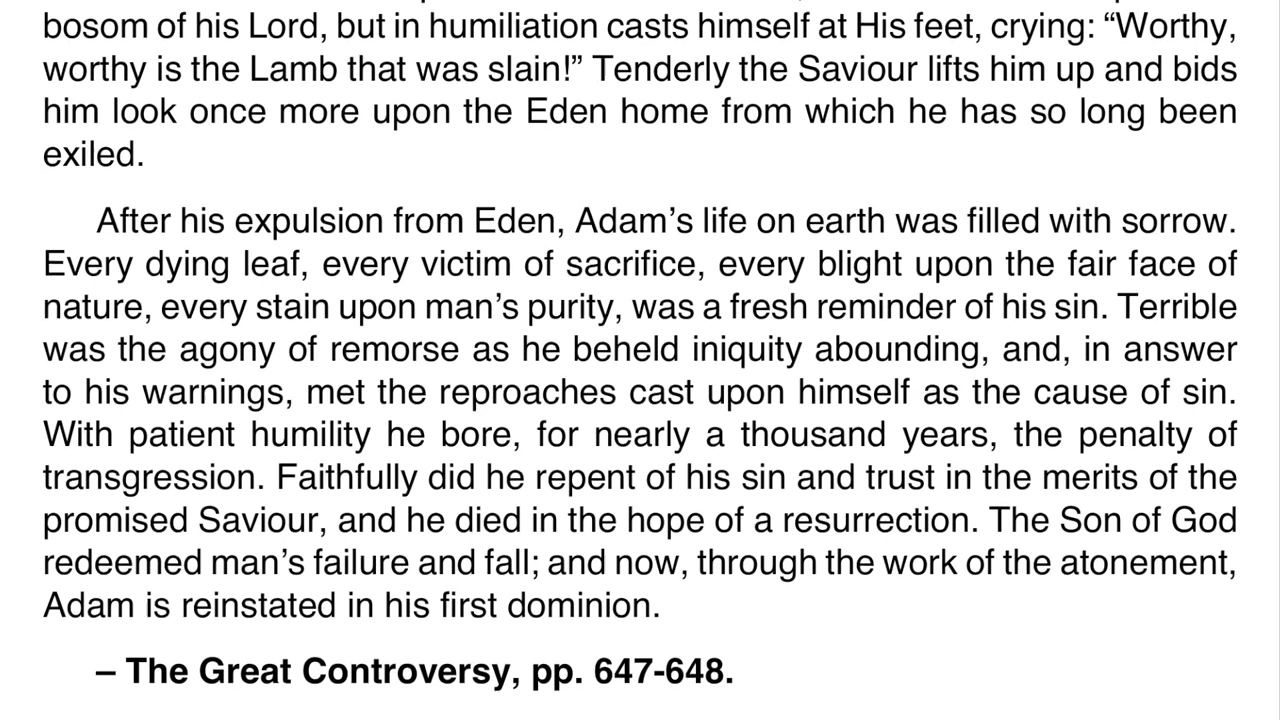 bosom of his Lord, but in humiliation casts himself at His feet, crying: “Worthy,
worthy is the Lamb that was slain!” Tenderly the Saviour lifts him up and bids
him look once more upon the Eden home from which he has so long been
exiled.
After his expulsion from Eden, Adam’s life on earth was filled with sorrow.
Every dying leaf, every victim of sacrifice, every blight upon the fair face of
nature, every stain upon man’s purity, was a fresh reminder of his sin. Terrible
was the agony of remorse as he beheld iniquity abounding, and, in answer
to his warnings, met the reproaches cast upon himself as the cause of sin.
With patient humility he bore, for nearly a thousand years, the penalty of
transgression. Faithfully did he repent of his sin and trust in the merits of the
promised Saviour, and he died in the hope of a resurrection. The Son of God
redeemed man’s failure and fall; and now, through the work of the atonement,
Adam is reinstated in his first dominion.
– The Great Controversy, pp. 647-648.